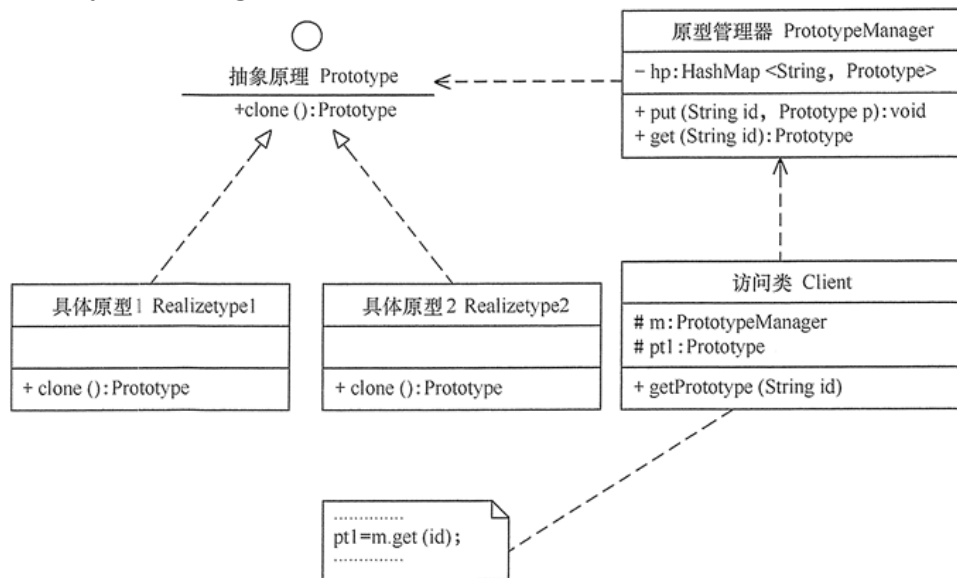 抽象原理 Prototype
+clone ():Prototype
原型管理器 PrototypeManager
- hp:HashMap <String, Prototype>
+ put (String id, Prototype p):void
+ get (String id):Prototype
具体原型1 Realizetype1
+ clone ():Prototype
具体原型2 Realizetype2
+ clone ():Prototype
访问类 Client
# m:PrototypeManager
# pt1:Prototype
+ getPrototype (String id)
..............
pt1=m.get (id);
..............